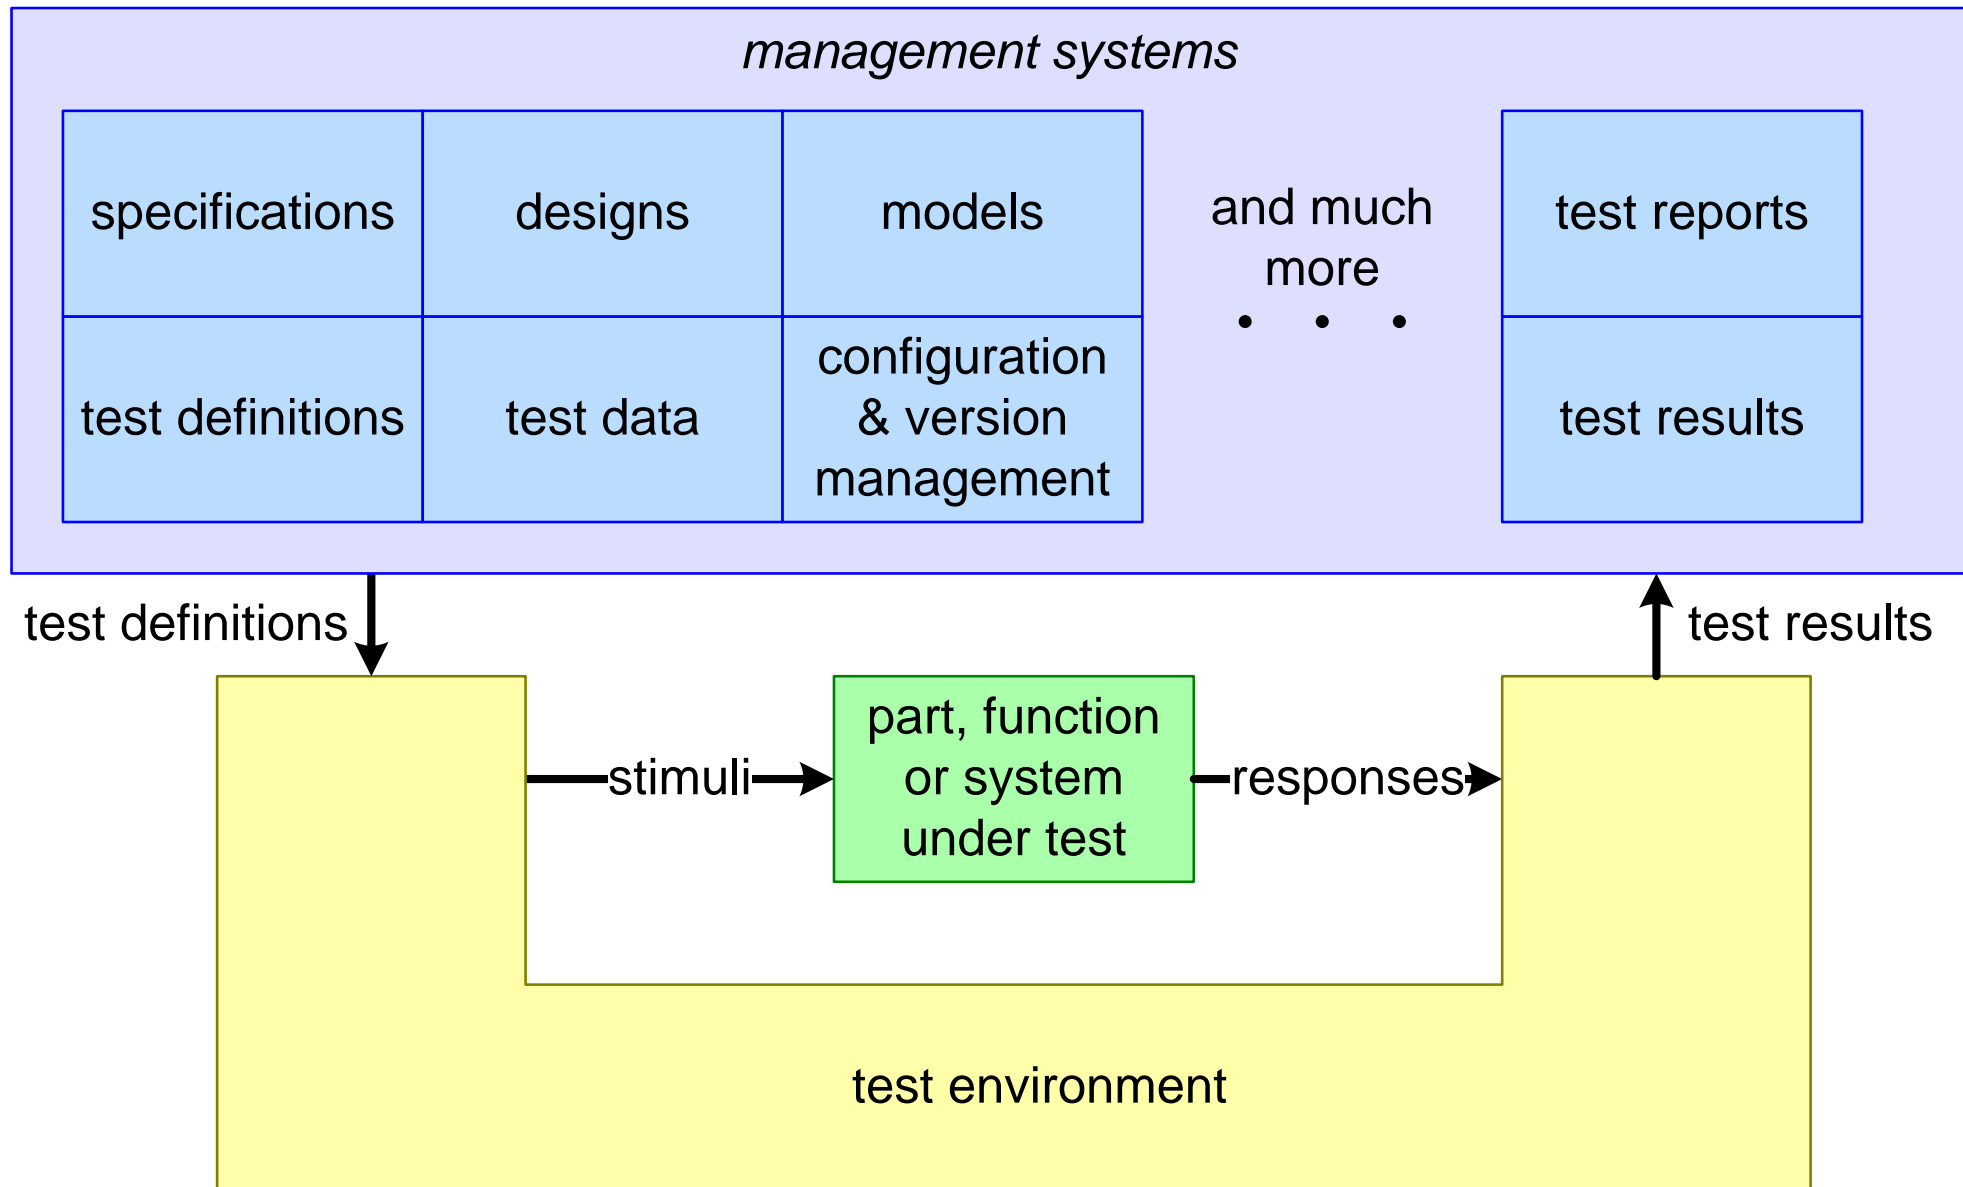 management systems
specifications
designs
models
and much
more
• • •
test reports
test definitions
test data
configuration
& version
management
test results
test definitions
test results
stimuli
part, function
or system
under test
responses
test environment